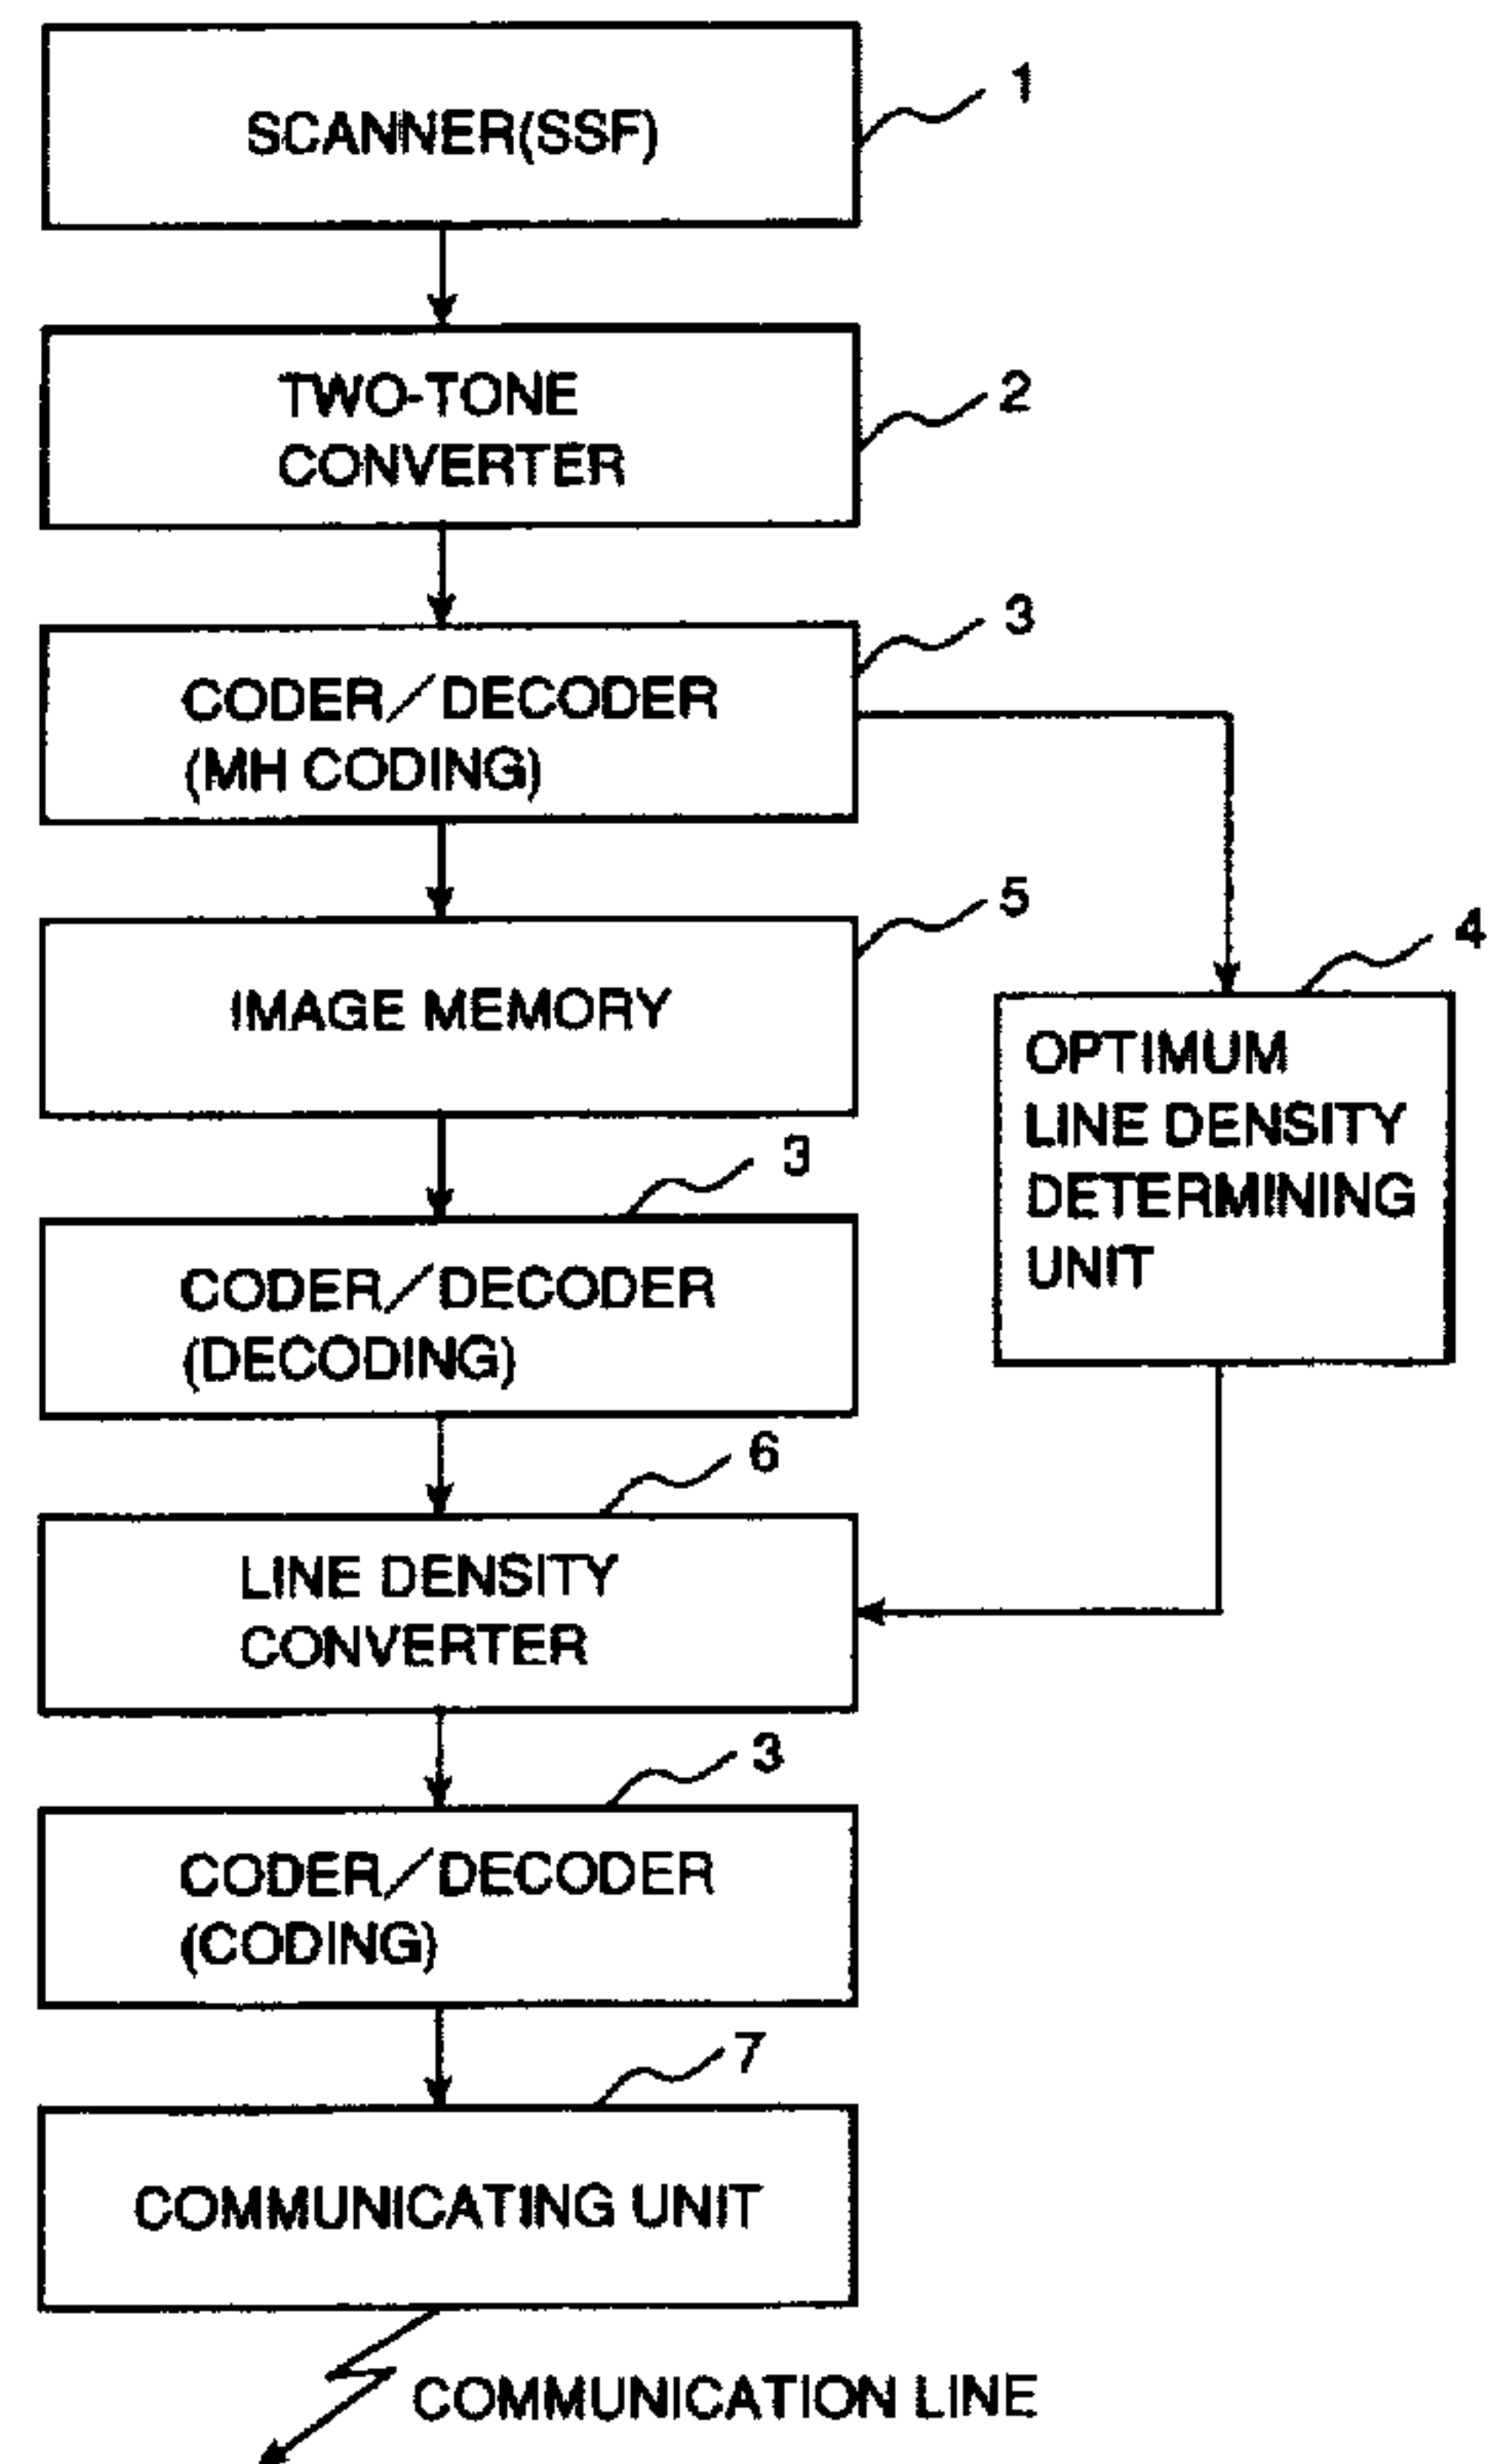 SCANNER(SSF)
1
TWO-TONE
CONVERTER
2
CODER/DECODER
(MH CODING)
3
IMAGE MEMORY
5
OPTIMUM
LINE DENSITY
DETERMINING
UNIT
4
CODER/DECODER
(DECODING)
3
LINE DENSITY
CONVERTER
6
CODER/DECODER
(CODING)
3
COMMUNICATING UNIT
7
COMMUNICATION LINE